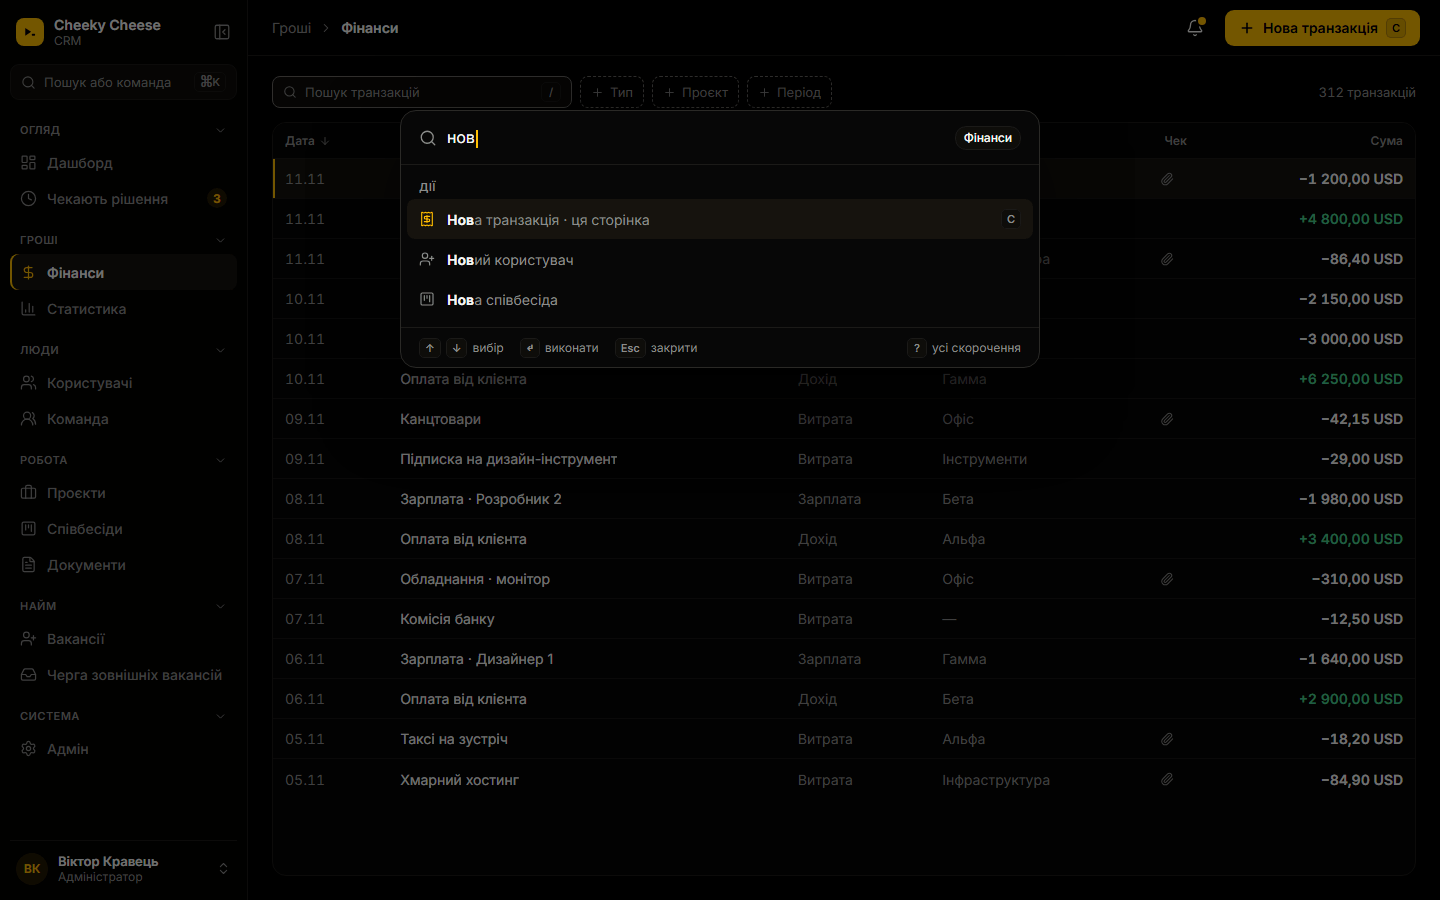 Cheeky Cheese
CRM
Пошук або команда ⌘K
ОГЛЯД
Дашборд
Чекають рішення 3
ГРОШІ
Фінанси
Статистика
ЛЮДИ
Користувачі
Команда
РОБОТА
Проєкти
Співбесіди
Документи
НАЙМ
Вакансії
Черга зовнішніх вакансій
СИСТЕМА
Адмін
ВК
Віктор Кравець
Адміністратор
Гроші Фінанси
Нова транзакція C
Пошук транзакцій /
Тип
Проєкт
Період
312 транзакцій
нов Фінанси
ДІЇ
Нова транзакція · ця сторінка C
Новий користувач
Нова співбесіда
↑ ↓ вибір ↵ виконати Esc закрити ? усі скорочення
Дата ↓ Чек Сума
11.11 −1 200,00 USD
11.11 +4 800,00 USD
11.11 −86,40 USD
10.11 −2 150,00 USD
10.11 −3 000,00 USD
10.11 Оплата від клієнта Дохід Гамма +6 250,00 USD
09.11 Канцтовари Витрата Офіс −42,15 USD
09.11 Підписка на дизайн-інструмент Витрата Інструменти −29,00 USD
08.11 Зарплата · Розробник 2 Зарплата Бета −1 980,00 USD
08.11 Оплата від клієнта Дохід Альфа +3 400,00 USD
07.11 Обладнання · монітор Витрата Офіс −310,00 USD
07.11 Комісія банку Витрата — −12,50 USD
06.11 Зарплата · Дизайнер 1 Зарплата Гамма −1 640,00 USD
06.11 Оплата від клієнта Дохід Бета +2 900,00 USD
05.11 Таксі на зустріч Витрата Альфа −18,20 USD
05.11 Хмарний хостинг Витрата Інфраструктура −84,90 USD